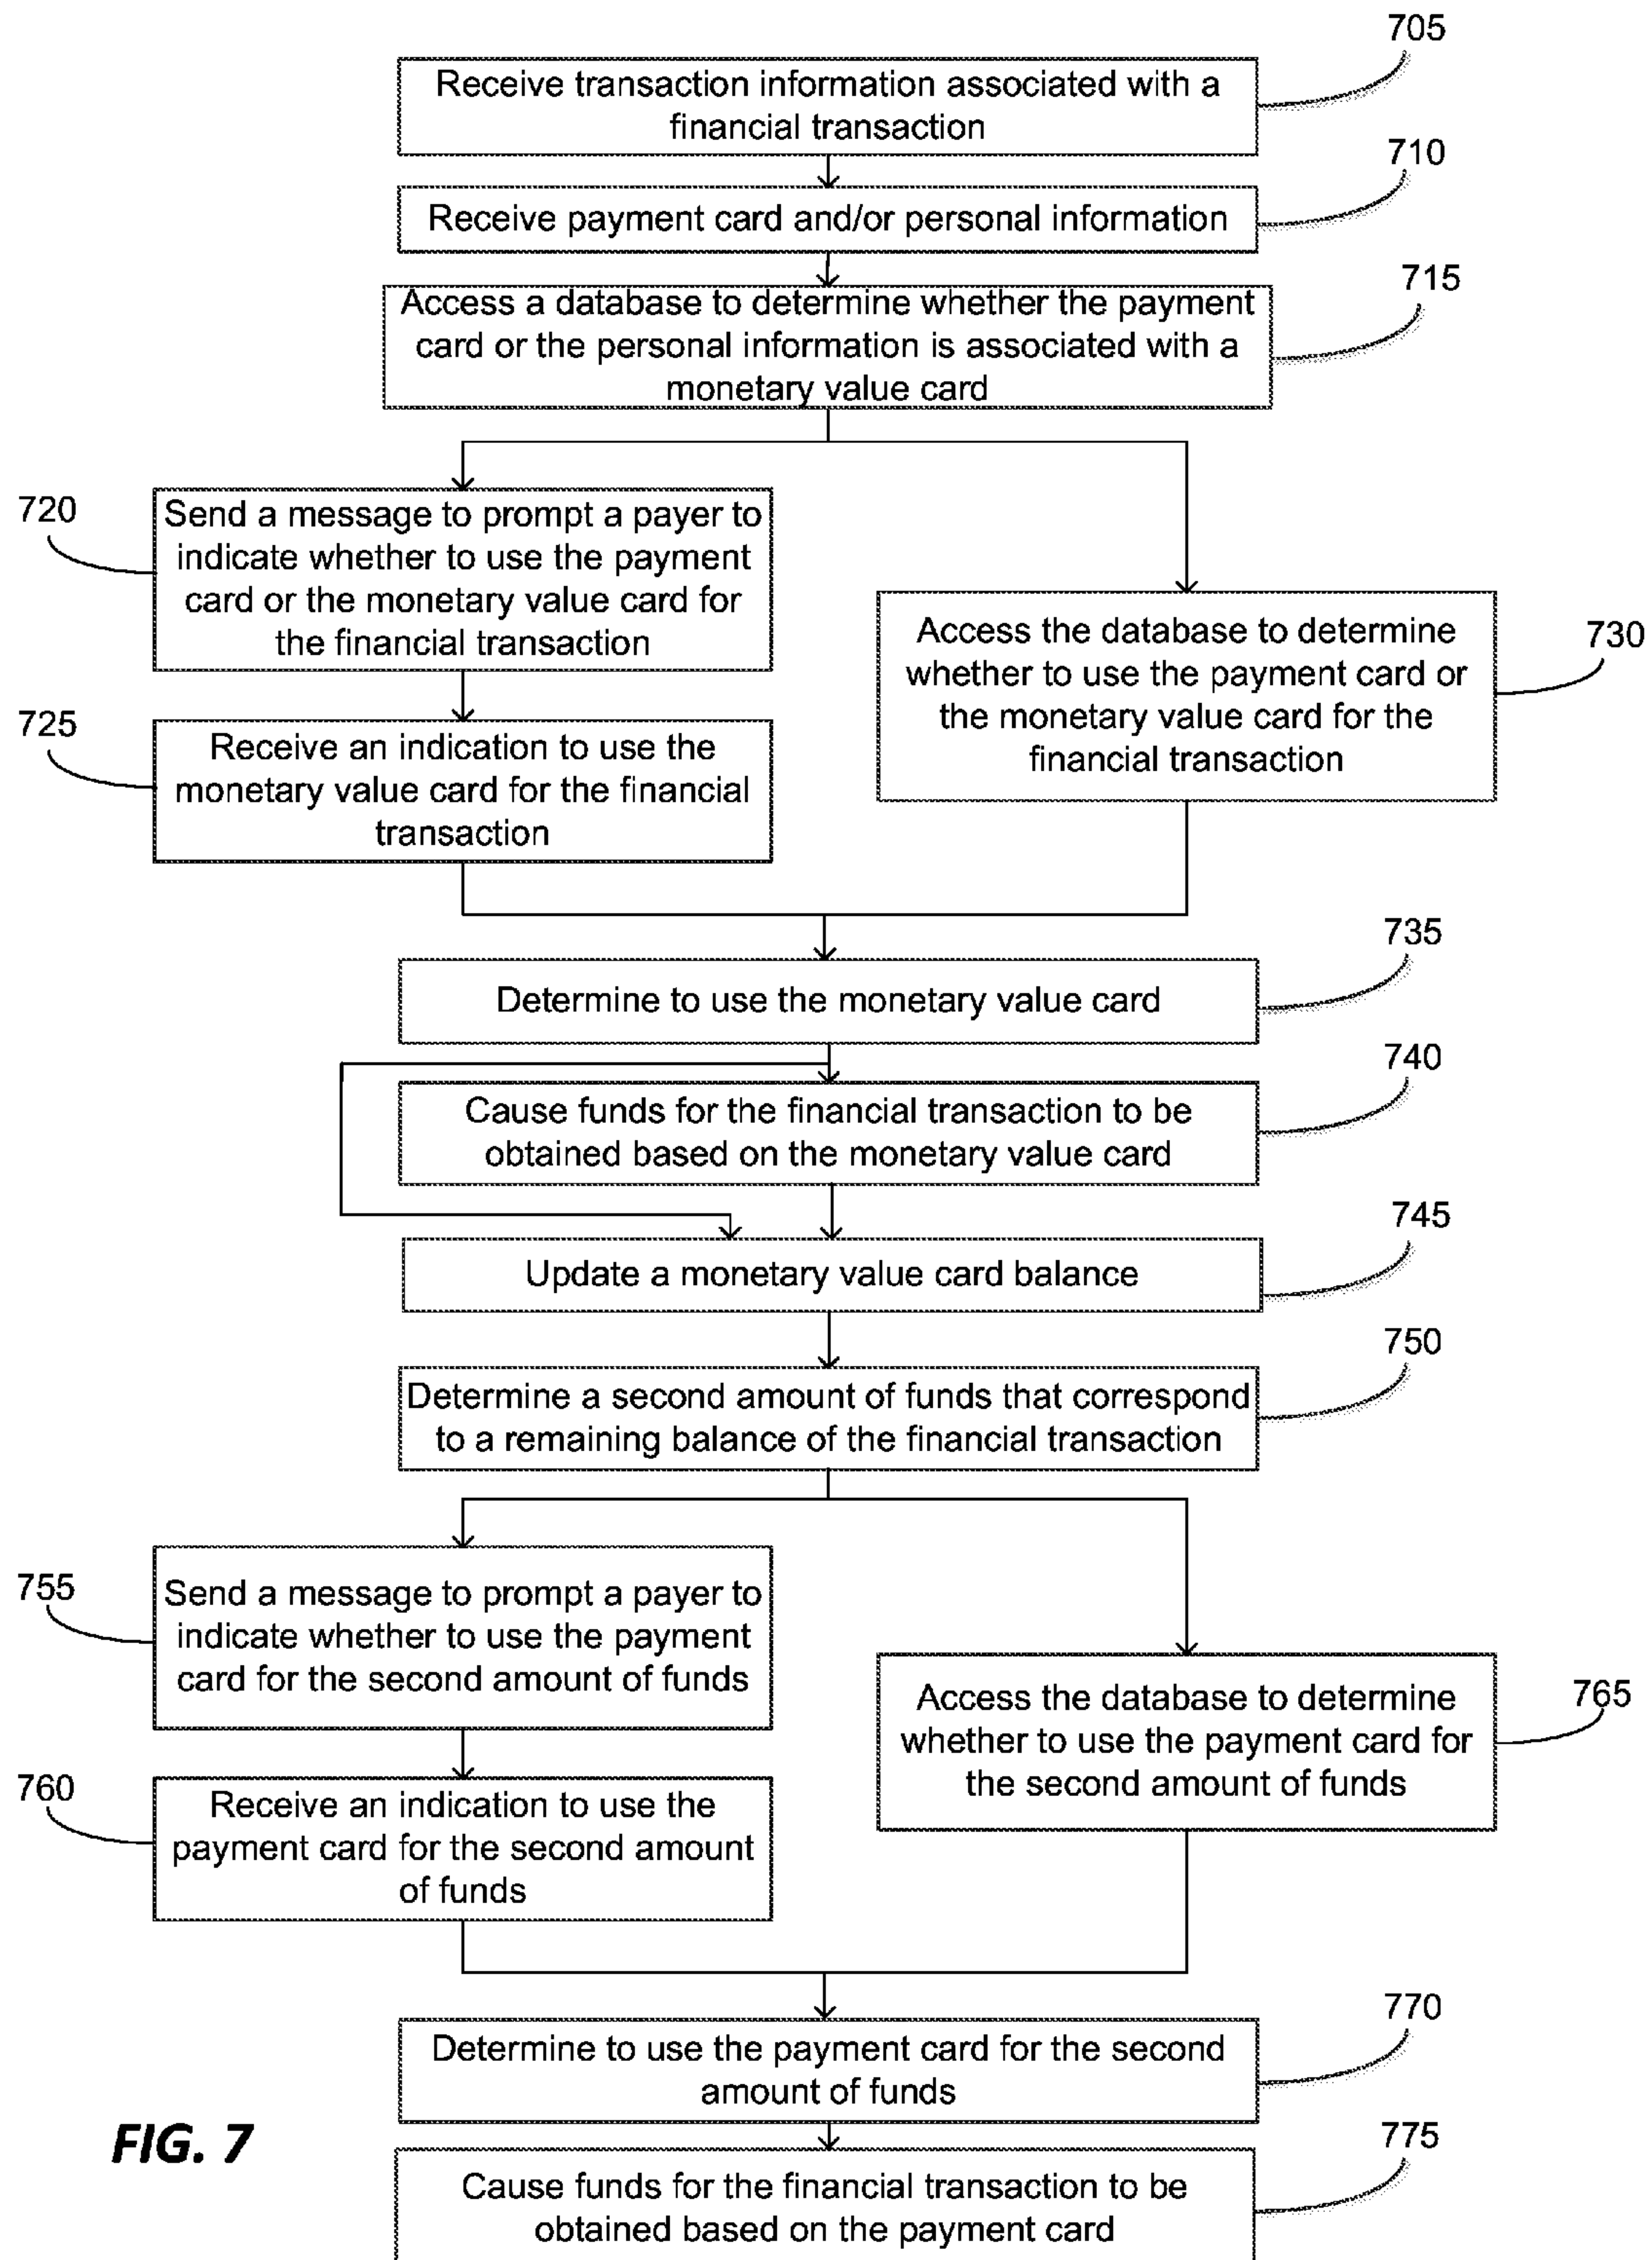 705
Receive transaction information associated with a
financial transaction
710
Receive payment card and/or personal information
715
Access a database to determine whether the payment
card or the personal information is associated with a
monetary value card
720
Send a message to prompt a payer to
indicate whether to use the payment
card or the monetary value card for
the financial transaction
730
Access the database to determine
whether to use the payment card or
the monetary value card for the
financial transaction
725
Receive an indication to use the
monetary value card for the financial
transaction
735
Determine to use the monetary value card
740
Cause funds for the financial transaction to be
obtained based on the monetary value card
745
Update a monetary value card balance
750
Determine a second amount of funds that correspond
to a remaining balance of the financial transaction
755
Send a message to prompt a payer to
indicate whether to use the payment
card for the second amount of funds
765
Access the database to determine
whether to use the payment card for
the second amount of funds
760
Receive an indication to use the
payment card for the second amount
of funds
770
Determine to use the payment card for the second
amount of funds
775
Cause funds for the financial transaction to be
obtained based on the payment card
FIG. 7